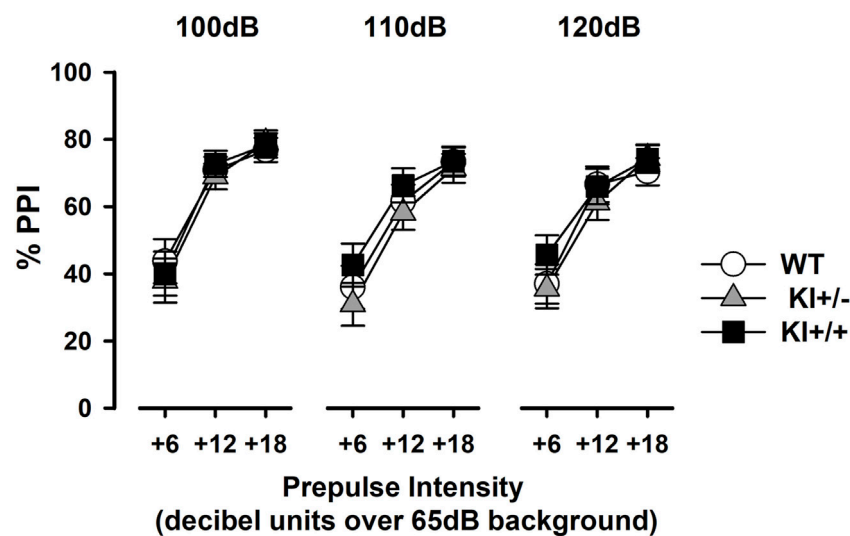 100dB 110dB 120dB
% PPI
100
80
60
40
20
0
WT
KI+/-
KI+/+
+6 +12 +18 +6 +12 +18 +6 +12 +18
Prepulse Intensity
(decibel units over 65dB background)